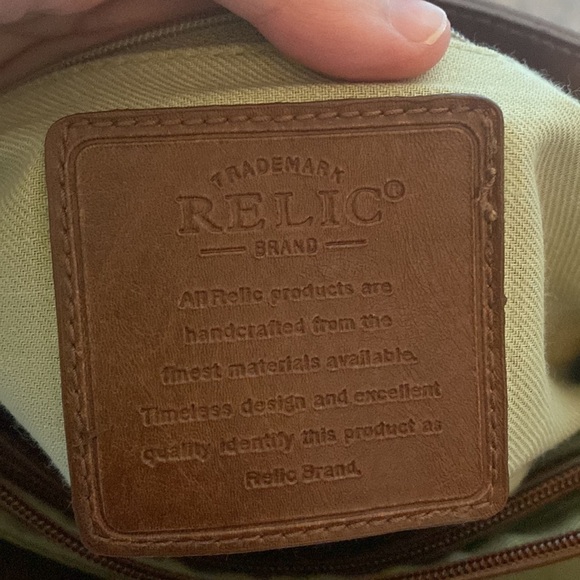 TRADEMARK
RELIC®
BRAND
All Relic products are
handcrafted from the
finest materials available.
Timeless design and excellent
quality identify this product as
Relic Brand.